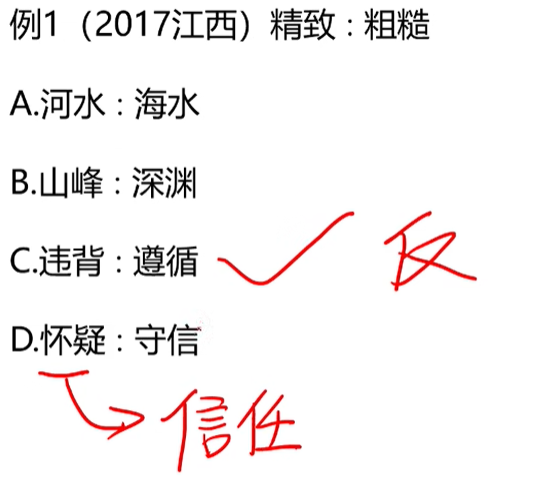 例1（2017江西）精致：粗糙
A.河水：海水
B.山峰：深渊
C.违背：遵循 反
D.怀疑：守信
信任